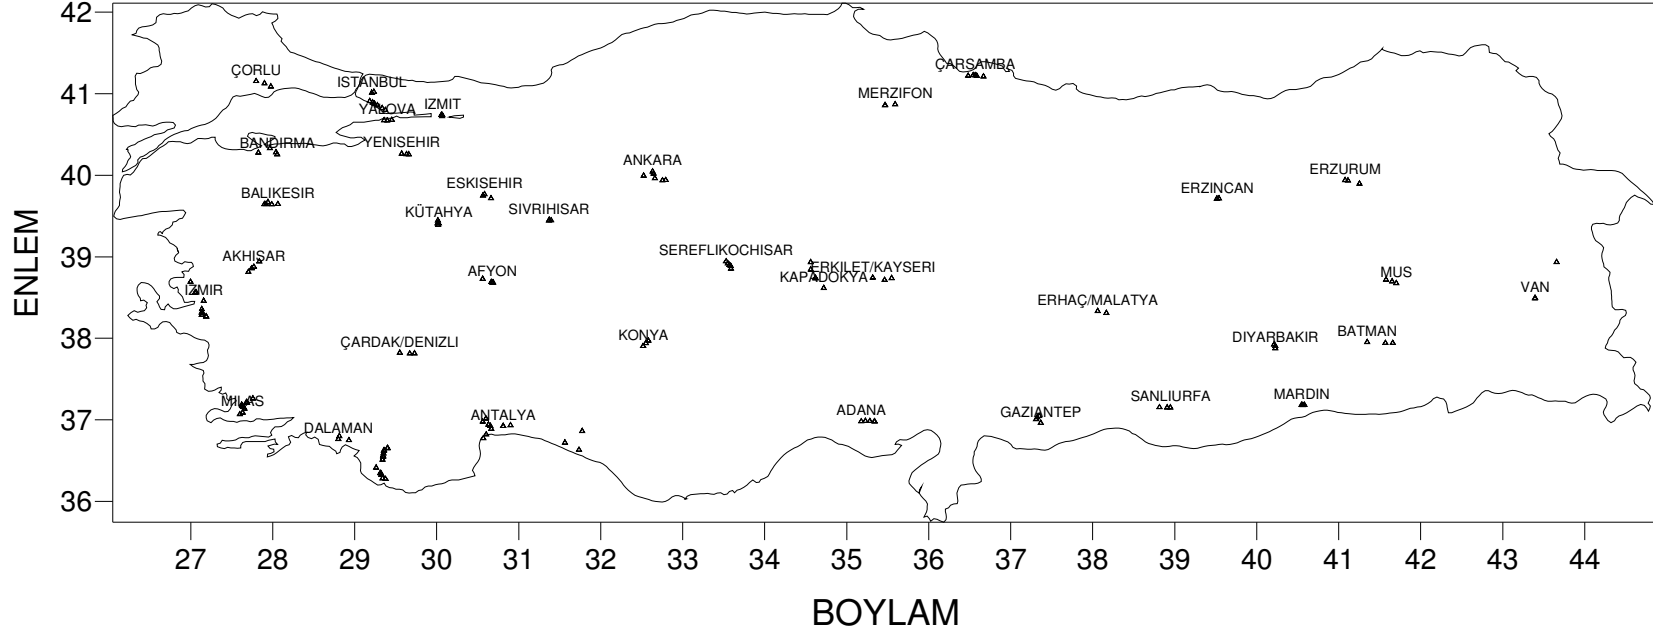 42
ÇORLU
ISTANBUL
ÇARSAMBA
41
YALOVA
IZMIT
MERZIFON
BANDIRMA
YENISEHIR
40
ANKARA
ERZURUM
BALIKESIR
ESKISEHIR
ERZINCAN
KÜTAHYA
SIVRIHISAR
39
AKHISAR
SEREFLIKOCHISAR
AFYON
ERKILET/KAYSERI
KAPADOKYA
MUS
IZMIR
ERHAÇ/MALATYA
VAN
38
ÇARDAK/DENIZLI
KONYA
DIYARBAKIR
BATMAN
MILAS
SANLIURFA
MARDIN
37
DALAMAN
ANTALYA
ADANA
GAZIANTEP
36
ENLEM
27 28 29 30 31 32 33 34 35 36 37 38 39 40 41 42 43 44
BOYLAM